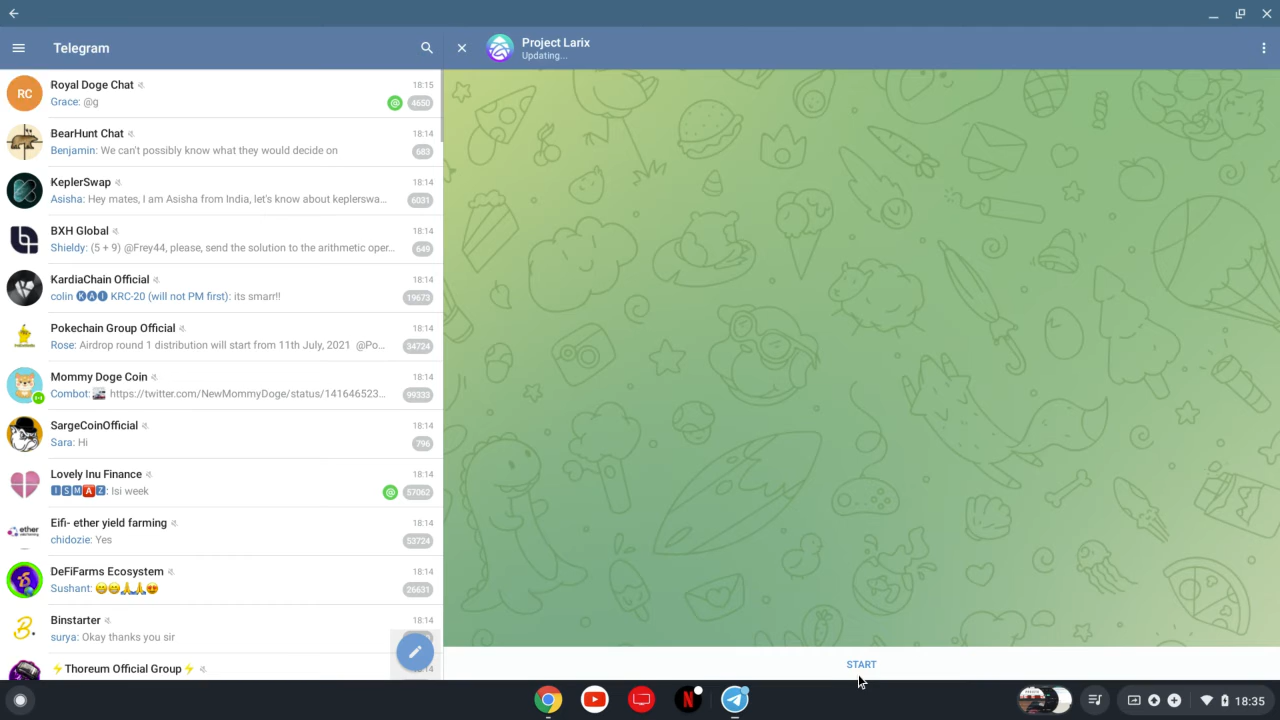 Telegram
Project Larix
Updating...
RC
Royal Doge Chat
18:15
Grace: @g
@ 4650
BearHunt Chat
18:14
Benjamin: We can't possibly know what they would decide on
683
KeplerSwap
18:14
Asisha: Hey mates, I am Asisha from India, let's know about keplerswa...
6031
BXH Global
18:14
Shieldy: (5 + 9) @Frey44, please, send the solution to the arithmetic oper...
649
KardiaChain Official
18:14
colin 🅚🅐🅘 KRC-20 (will not PM first): its smarr!!
19673
Pokechain Group Official
18:14
Rose: Airdrop round 1 distribution will start from 11th July, 2021 @Po...
34724
Mommy Doge Coin
18:14
Combot: https://twitter.com/NewMommyDoge/status/141646523...
99333
SargeCoinOfficial
18:14
Sara: Hi
796
Lovely Inu Finance
18:14
🅸🆂🅼🅰🆉: Isi week
@ 57062
Eifi- ether yield farming
18:14
chidozie: Yes
53724
ether
DeFiFarms Ecosystem
18:14
Sushant: 😄😄🙏🙏😍
26631
B.
Binstarter
18:14
surya: Okay thanks you sir
⚡Thoreum Official Group⚡
START
N
18:35